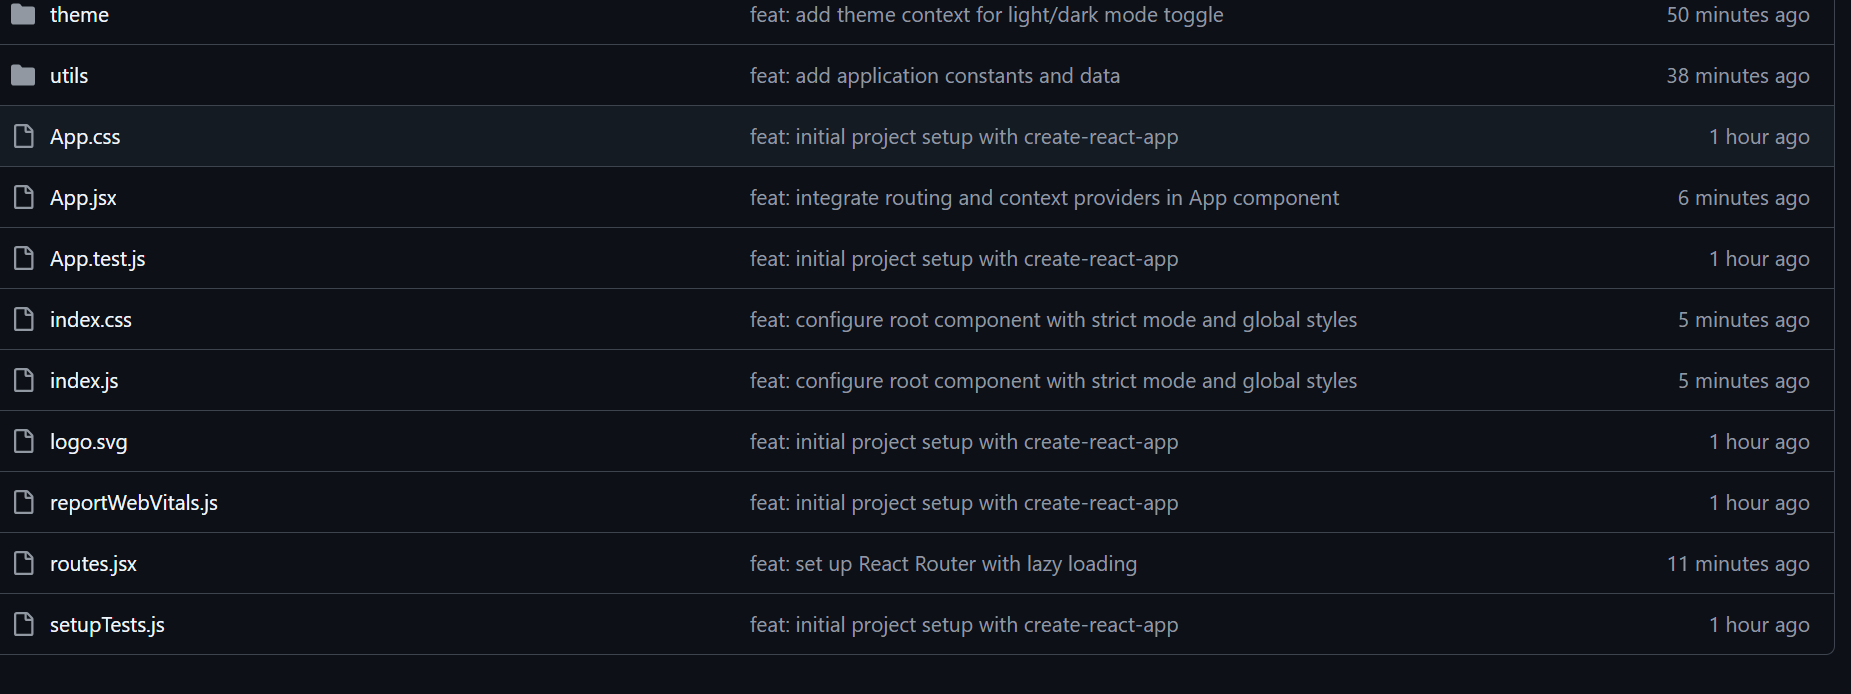 theme feat: add theme context for light/dark mode toggle 50 minutes ago
utils feat: add application constants and data 38 minutes ago
App.css feat: initial project setup with create-react-app 1 hour ago
App.jsx feat: integrate routing and context providers in App component 6 minutes ago
App.test.js feat: initial project setup with create-react-app 1 hour ago
index.css feat: configure root component with strict mode and global styles 5 minutes ago
index.js feat: configure root component with strict mode and global styles 5 minutes ago
logo.svg feat: initial project setup with create-react-app 1 hour ago
reportWebVitals.js feat: initial project setup with create-react-app 1 hour ago
routes.jsx feat: set up React Router with lazy loading 11 minutes ago
setupTests.js feat: initial project setup with create-react-app 1 hour ago